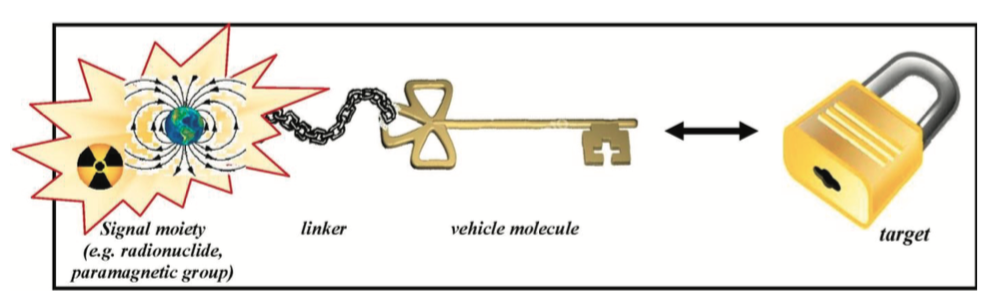 Signal moiety
(e.g. radionuclide,
paramagnetic group)
linker
vehicle molecule
target